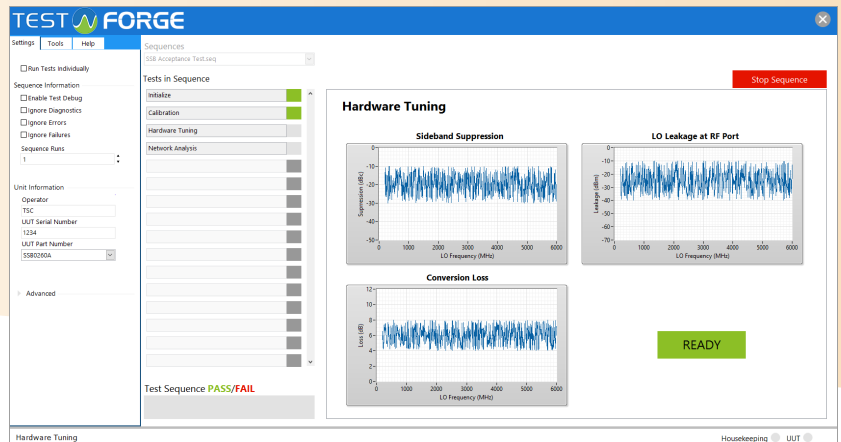 TEST FORGE
Settings Tools Help
Run Tests Individually
Sequence Information
Enable Test Debug
Ignore Diagnostics
Ignore Errors
Ignore Failures
Sequence Runs
1
Unit Information
Operator
TSC
UUT Serial Number
1234
UUT Part Number
SSB0260A
Advanced
Sequences
SSB Acceptance Test.seq
Tests in Sequence
Initialize
Calibration
Hardware Tuning
Network Analysis
Test Sequence PASS/FAIL
Stop Sequence
Hardware Tuning
Sideband Suppression
Supression (dBc)
0-
-10-
-20-
-30-
-40-
-50-
0 1000 2000 3000 4000 5000 6000
LO Frequency (MHz)
LO Leakage at RF Port
Leakage (dBm)
0-
-10-
-20-
-30-
-40-
-50-
-60-
-70-
0 1000 2000 3000 4000 5000 6000
LO Frequency (MHz)
Conversion Loss
Loss (dB)
12-
10-
8-
6-
4-
2-
0-
0 1000 2000 3000 4000 5000 6000
LO Frequency (MHz)
READY
Hardware Tuning
Housekeeping UUT